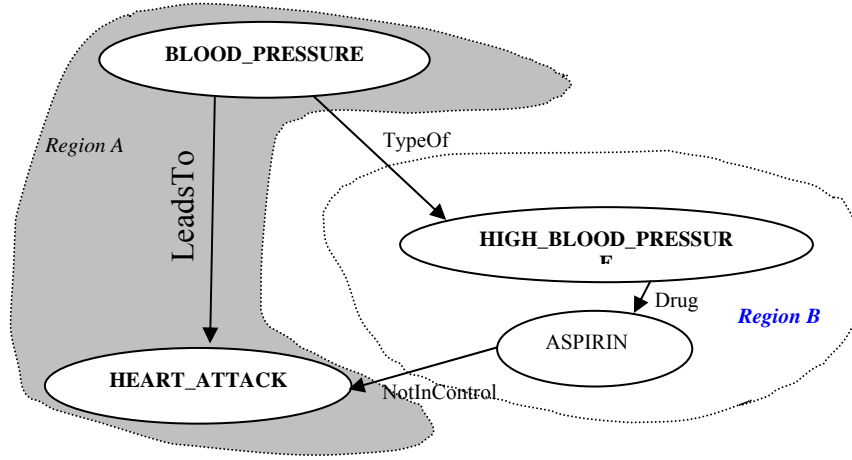 BLOOD_PRESSURE
Region A
TypeOf
LeadsTo
HIGH_BLOOD_PRESSUR
E
Drug
Region B
ASPIRIN
HEART_ATTACK
NotInControl